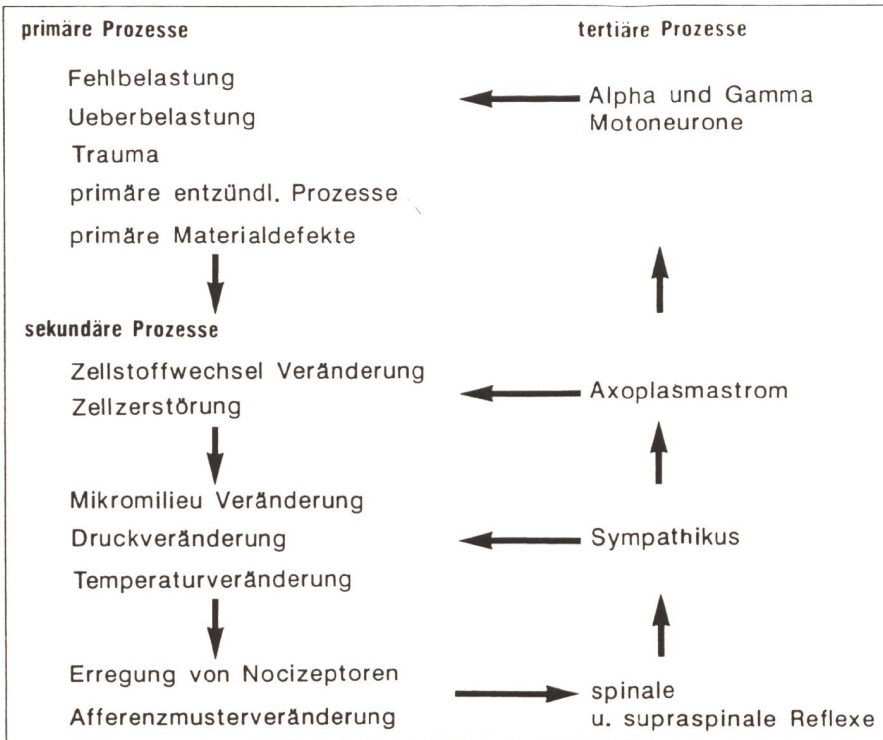 primäre Prozesse
Fehlbelastung
Ueberbelastung
Trauma
primäre entzündl. Prozesse
primäre Materialdefekte
sekundäre Prozesse
Zellstoffwechsel Veränderung
Zellzerstörung
Mikromilieu Veränderung
Druckveränderung
Temperaturveränderung
Erregung von Nocizeptoren
Afferenzmusterveränderung
tertiäre Prozesse
Alpha und Gamma
Motoneurone
Axoplasmastrom
Sympathikus
spinale
u. supraspinale Reflexe